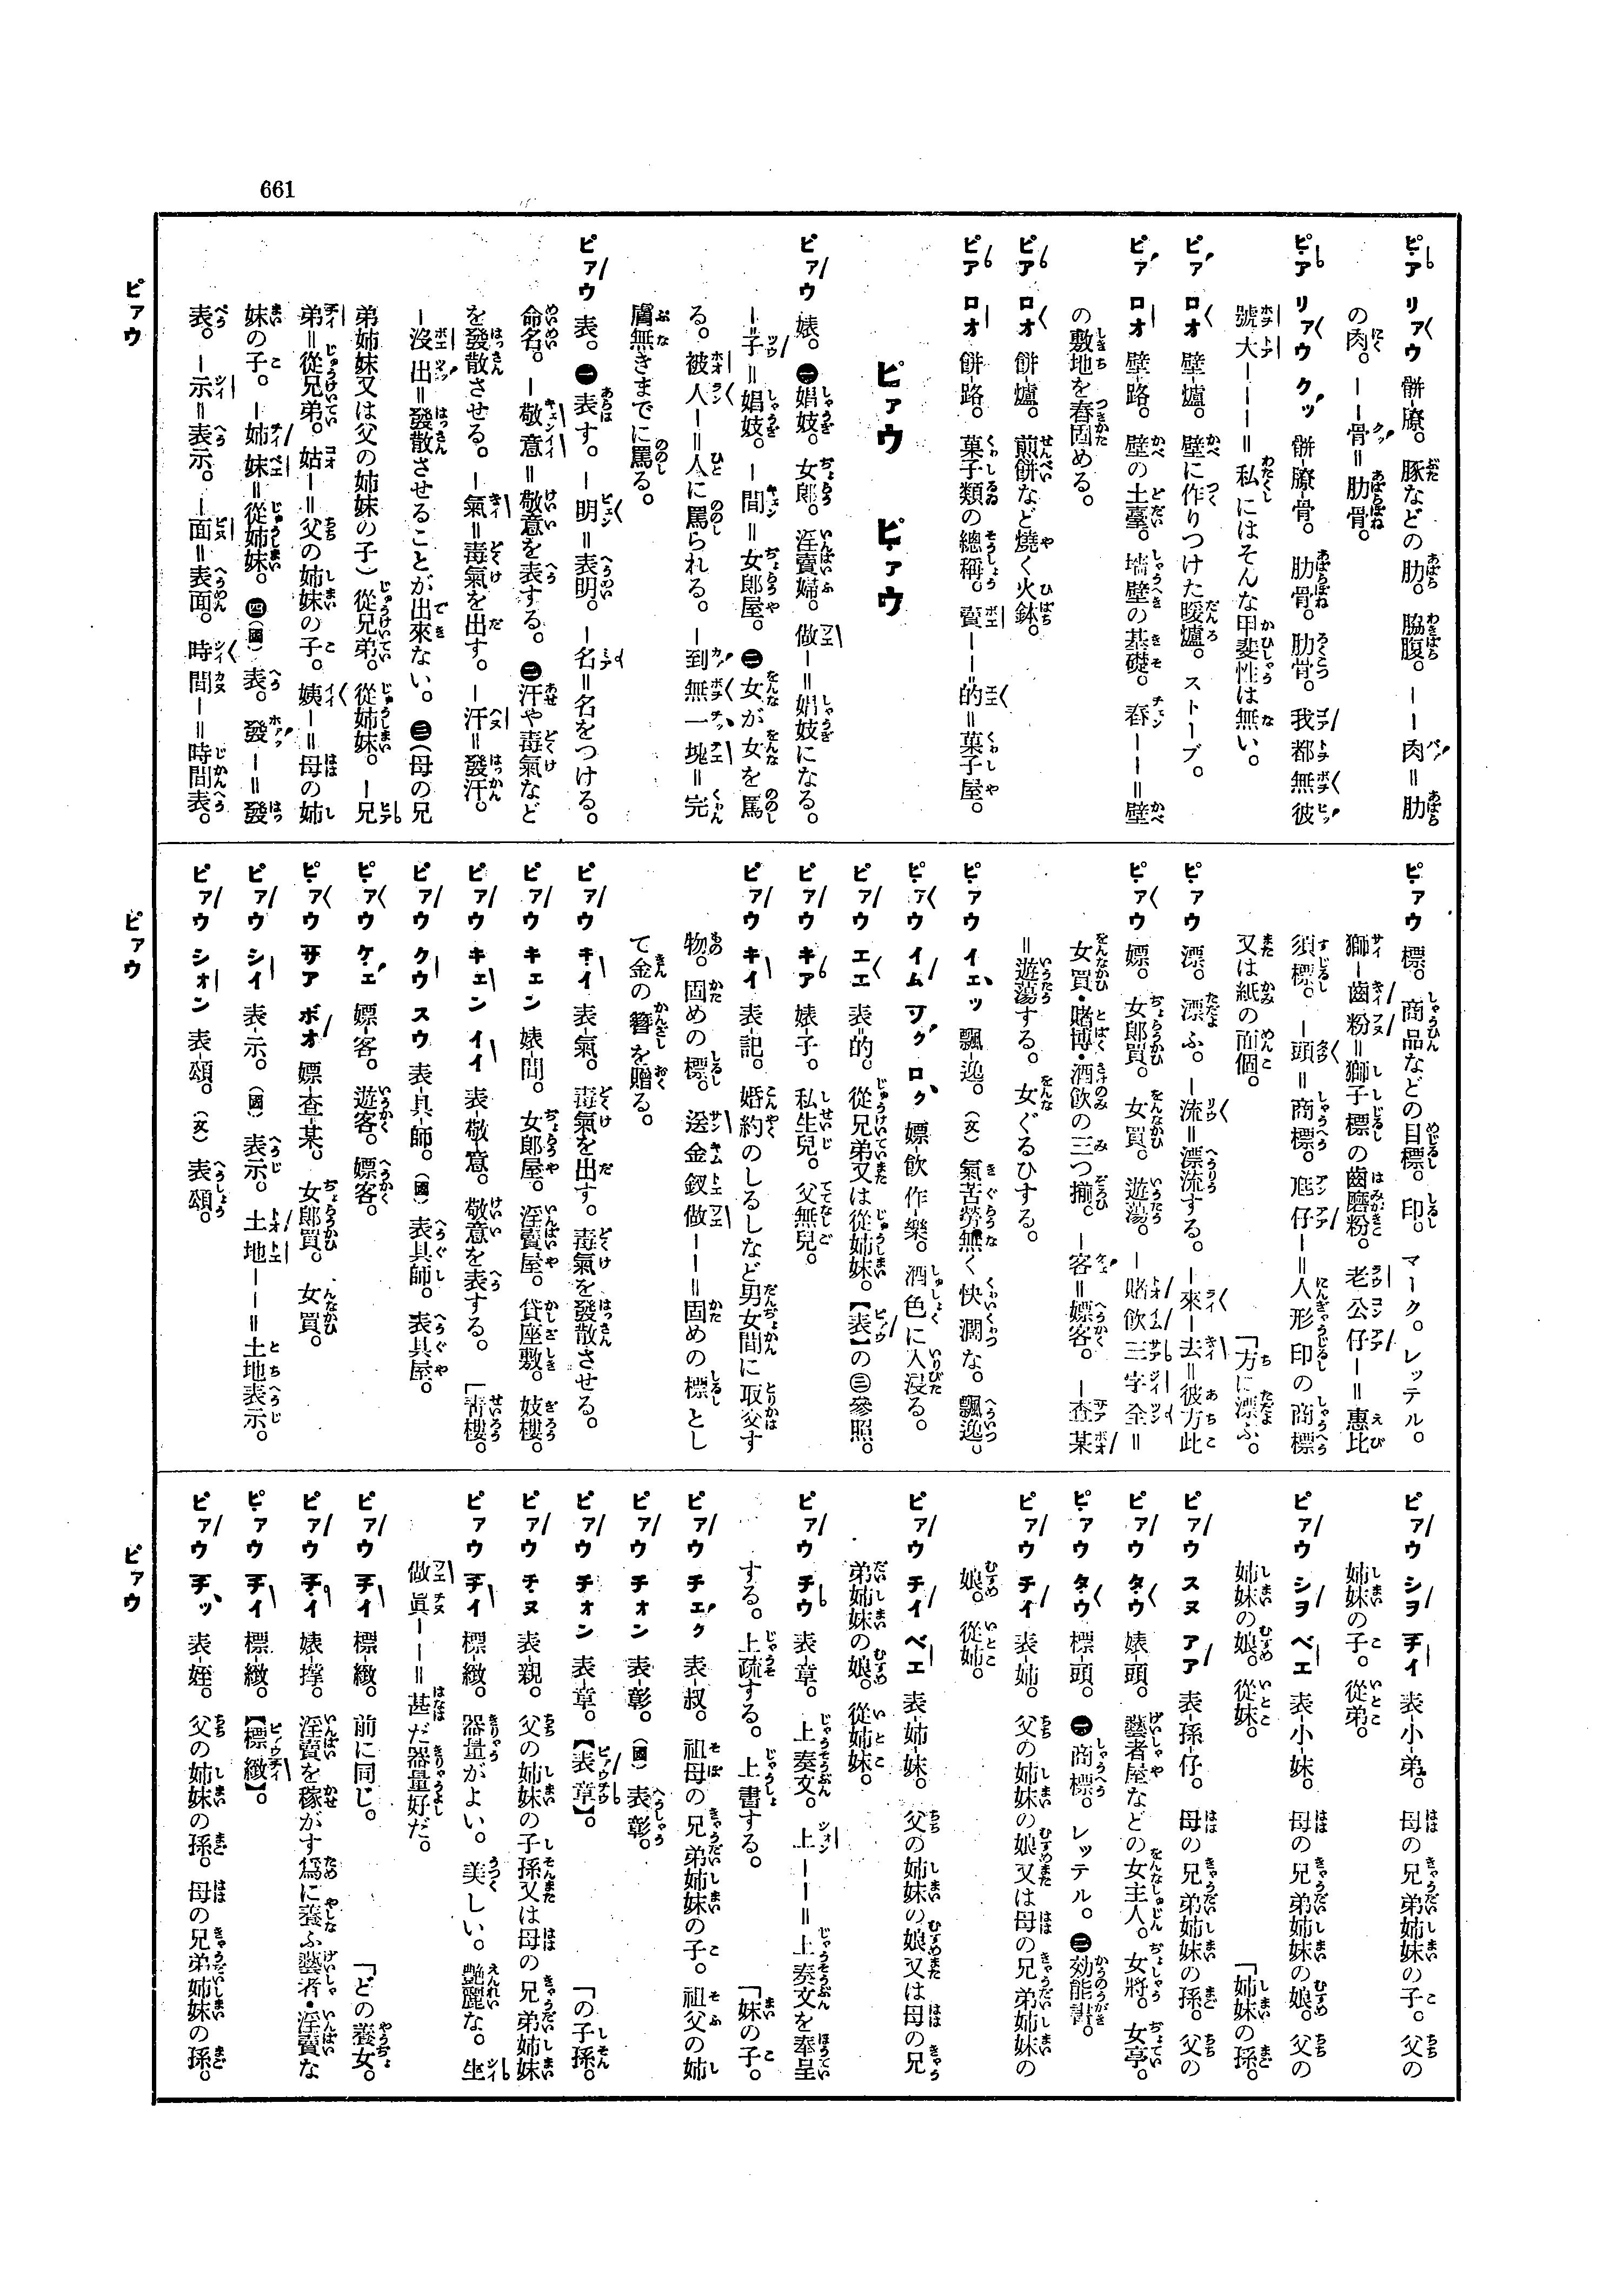 661
ピァ リァウ 骿-膫。豚などの肋。脇腹。——肉＝肋
の肉。——骨＝肋骨。
ピア リァウ クッ 骿-膫-骨。肋骨。肋骨。我都無彼
號大———＝私にはそんな甲斐性は無い。
ピァ ロオ 壁-爐。壁に作りつけた暖爐。ストーブ。
ピァ ロオ 壁-路。壁の土臺。墻壁の基礎。舂——＝壁
の敷地を舂固める。
ピア ロオ 餅-爐。煎餅など燒く火鉢。
ピア ロオ 餅-路。菓子類の總稱。賣——的＝菓子屋。
ピァウ ピァウ
ピァウ 婊。㊀娼妓。女郎。淫賣婦。做—＝娼妓になる。
—子＝娼妓。—間＝女郎屋。㊁女が女を罵
る。被人—＝人に罵られる。—到無一塊＝完
膚無きまでに罵る。
ピァウ 表。㊀表す。—明＝表明。—名＝名をつける。
命名。—敬意＝敬意を表する。㊁汗や毒氣など
を發散させる。—氣＝毒氣を出す。—汗＝發汗。
—沒出＝發散させることが出來ない。㊂(母の兄
弟姉妹又は父の姉妹の子)從兄弟。從姉妹。—兄
弟＝從兄弟。姑—＝父の姉妹の子。姨—＝母の姉
妹の子。—姉妹＝從姉妹。㊃(國)表。發—＝發
表。—示＝表示。—面＝表面。時間—＝時間表。
ピァウ
ピァウ 標。商品などの目標。印。マーク。レッテル。
獅-齒粉＝獅子標の齒磨粉。老公仔—＝惠比
須標。—頭＝商標。尪仔—＝人形印の商標
又は紙の面個。
ピァウ 漂。漂ふ。—流＝漂流する。—來—去＝彼方此
「方に漂ふ。
ピァウ 嫖。女郎買。女買。遊蕩。—賭飮三字全＝
女買・賭博・酒飮の三つ揃。—客＝嫖客。—査某
＝遊蕩する。女ぐるひする。
ピァウ イェッ 飄-逸。(文)氣苦勞無く快濶な。飄逸。
ピァウ イム ツク ロク 嫖-飮-作-樂。酒色に入浸る。
ピァウ エエ 表-的。從兄弟又は從姉妹。【表】の㊂參照。
ピァウ キア 婊-子。私生兒。父無兒。
ピァウ キイ 表-記。婚約のしるしなど男女間に取交す
物。固めの標。送金釵做——＝固めの標とし
て金の簪を贈る。
ピァウ キイ 表-氣。毒氣を出す。毒氣を發散させる。
ピァウ キェン 婊-間。女郎屋。淫賣屋。貸座敷。妓樓。
「靑樓。
ピァウ キェン イイ 表-敬-意。敬意を表する。
ピァウ クウ スウ 表-具-師。(國)表具師。表具屋。
ピァウ ケェ 嫖-客。遊客。嫖客。
ピァウ サア ボオ 嫖-査-某。女郎買。女買。
ピァウ シイ 表-示。(國)表示。土地——＝土地表示。
ピァウ シォン 表-頌。(文)表頌。
ピァウ
ピァウ シヲ チイ 表-小-弟。母の兄弟姉妹の子。父の
姉妹の子。從弟。
ピァウ シヲ ベエ 表-小-妹。母の兄弟姉妹の娘。父の
姉妹の娘。從妹。
「姉妹の孫。
ピァウ スヌ アア 表-孫-仔。母の兄弟姉妹の孫。父の
ピァウ タウ 婊-頭。藝者屋などの女主人。女將。女亭。
ピァウ タウ 標-頭。㊀商標。レッテル。㊁効能書。
ピァウ チイ 表-姉。父の姉妹の娘又は母の兄弟姉妹の
娘。從姉。
ピァウ チイ ベエ 表-姉-妹。父の姉妹の娘又は母の兄
弟姉妹の娘。從姉妹。
ピァウ チウ 表-章。上奏文。上——＝上奏文を奉呈
する。上疏する。上書する。
「妹の子。
ピァウ チェク 表-叔。祖母の兄弟姉妹の子。祖父の姉
ピァウ チォン 表-彰。(國)表彰。
ピァウ チォン 表-章。【表章】。
「の子孫。
ピァウ チヌ 表-親。父の姉妹の子孫又は母の兄弟姉妹
ピァウ チイ 標-緻。器量がよい。美しい。艶麗な。坐
做眞——＝甚だ器量好だ。
ピァウ チイ 標-緻。前に同じ。
「どの養女。
ピァウ チイ 婊-撑。淫賣を稼がす爲に養ふ藝者・淫賣な
ピァウ チイ 標-緻。【標緻】。
ピァウ チッ 表-姪。父の姉妹の孫。母の兄弟姉妹の孫。
ピァウ